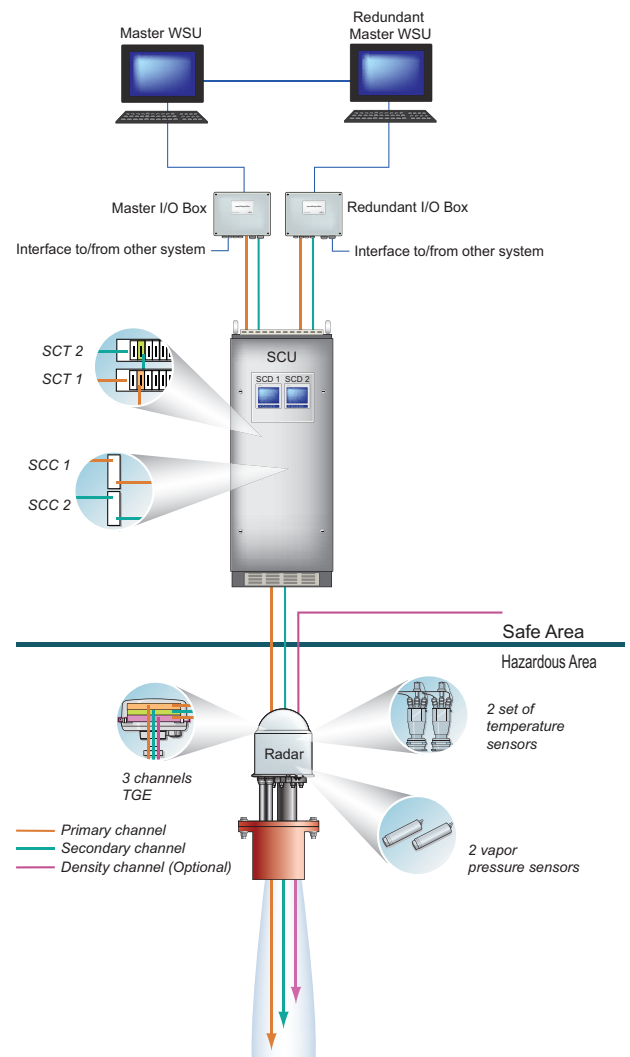 Master WSU
Redundant
Master WSU
Master I/O Box
Redundant I/O Box
Interface to/from other system
Interface to/from other system
SCU
SCD 1 SCD 2
SCT 2
SCT 1
SCC 1
SCC 2
Safe Area
Hazardous Area
2 set of
temperature
sensors
Radar
3 channels
TGE
Primary channel
Secondary channel
Density channel (Optional)
2 vapor
pressure sensors